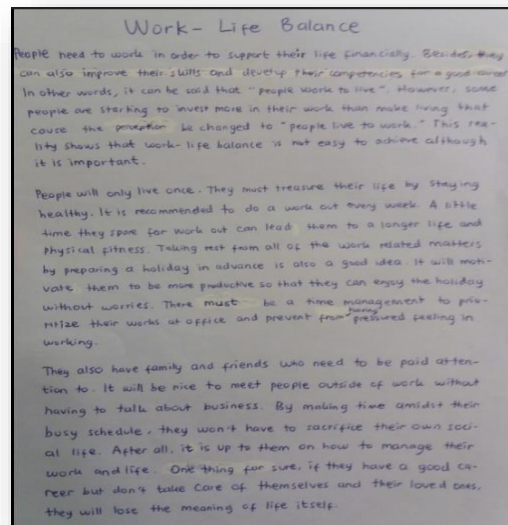 Work - Life Balance
People need to work in order to support their life financially. Besides, they
can also improve their skills and develop their competencies for a good career
In other words, it can be said that "people work to live". However, some
people are starting to invest more in their work than make living that
cause the perception be changed to "people live to work." This rea-
lity shows that work-life balance is not easy to achieve although
it is important.
People will only live once. They must treasure their life by staying
healthy. It is recommended to do a work out every week. A little
time they spare for work out can lead them to a longer life and
physical fitness. Taking rest from all of the work related matters
by preparing a holiday in advance is also a good idea. It will moti-
vate them to be more productive so that they can enjoy the holiday
without worries. There must be a time management to prio-
ritize their works at office and prevent from having pressured feeling in
working.
They also have family and friends who need to be paid atten-
tion to. It will be nice to meet people outside of work without
having to talk about business. By making time amidst their
busy schedule, they won't have to sacrifice their own soci-
al life. After all, it is up to them on how to manage their
work and life. One thing for sure, if they have a good ca-
reer but don't take care of themselves and their loved ones,
they will lose the meaning of life itself.